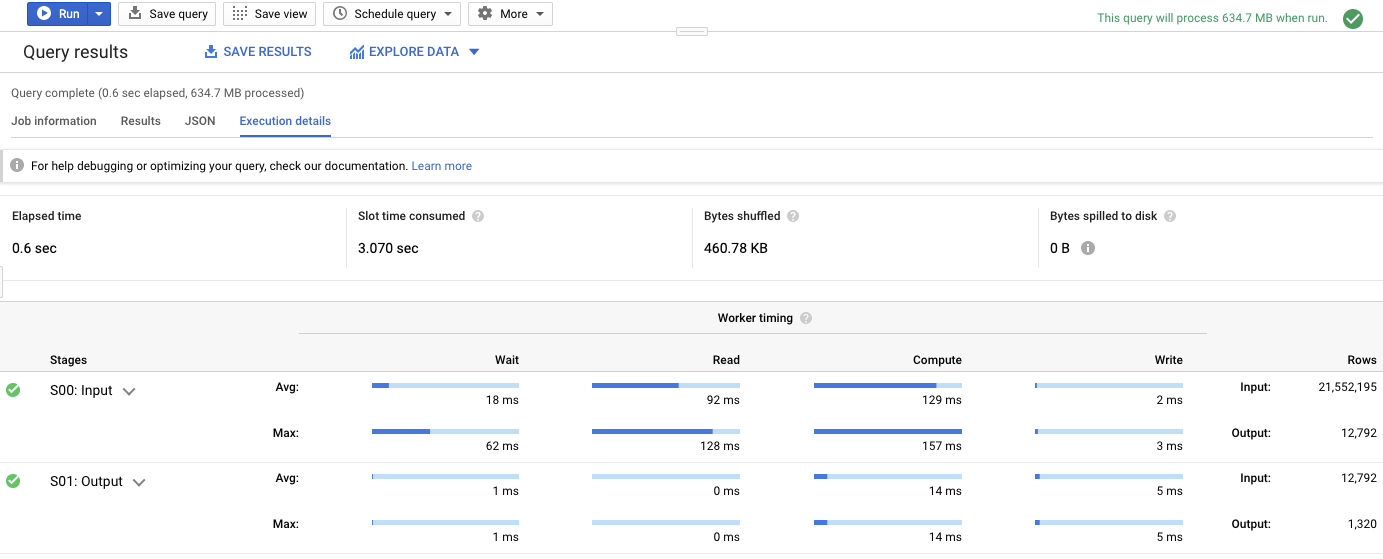 Run Save query Save view Schedule query More This query will process 634.7 MB when run.
Query results SAVE RESULTS EXPLORE DATA
Query complete (0.6 sec elapsed, 634.7 MB processed)
Job information Results JSON Execution details
For help debugging or optimizing your query, check our documentation. Learn more
Elapsed time Slot time consumed Bytes shuffled Bytes spilled to disk
0.6 sec 3.070 sec 460.78 KB 0 B
Worker timing
Stages Wait Read Compute Write Rows
S00: Input Avg: 18 ms 92 ms 129 ms 2 ms Input: 21,552,195
Max: 62 ms 128 ms 157 ms 3 ms Output: 12,792
S01: Output Avg: 1 ms 0 ms 14 ms 5 ms Input: 12,792
Max: 1 ms 0 ms 14 ms 5 ms Output: 1,320